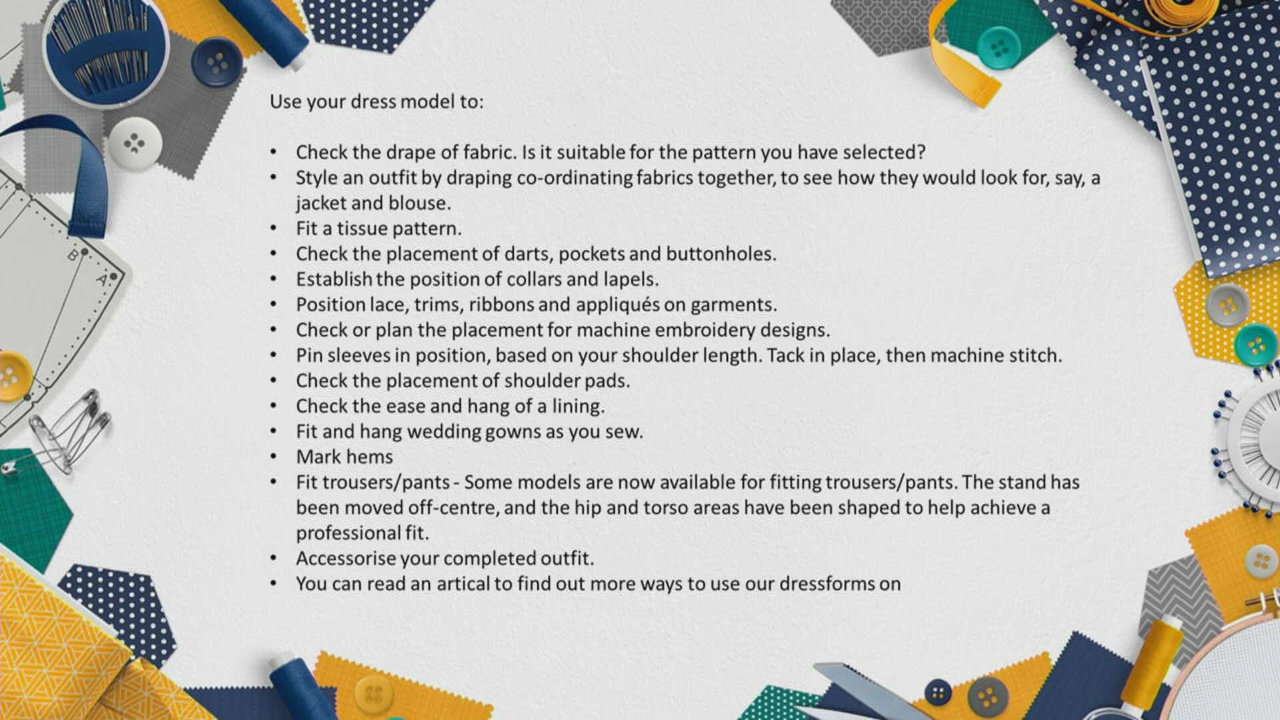 Use your dress model to:
• Check the drape of fabric. Is it suitable for the pattern you have selected?
• Style an outfit by draping co-ordinating fabrics together, to see how they would look for, say, a
jacket and blouse.
• Fit a tissue pattern.
• Check the placement of darts, pockets and buttonholes.
• Establish the position of collars and lapels.
• Position lace, trims, ribbons and appliqués on garments.
• Check or plan the placement for machine embroidery designs.
• Pin sleeves in position, based on your shoulder length. Tack in place, then machine stitch.
• Check the placement of shoulder pads.
• Check the ease and hang of a lining.
• Fit and hang wedding gowns as you sew.
• Mark hems
• Fit trousers/pants - Some models are now available for fitting trousers/pants. The stand has
been moved off-centre, and the hip and torso areas have been shaped to help achieve a
professional fit.
• Accessorise your completed outfit.
• You can read an artical to find out more ways to use our dressforms on
B
A